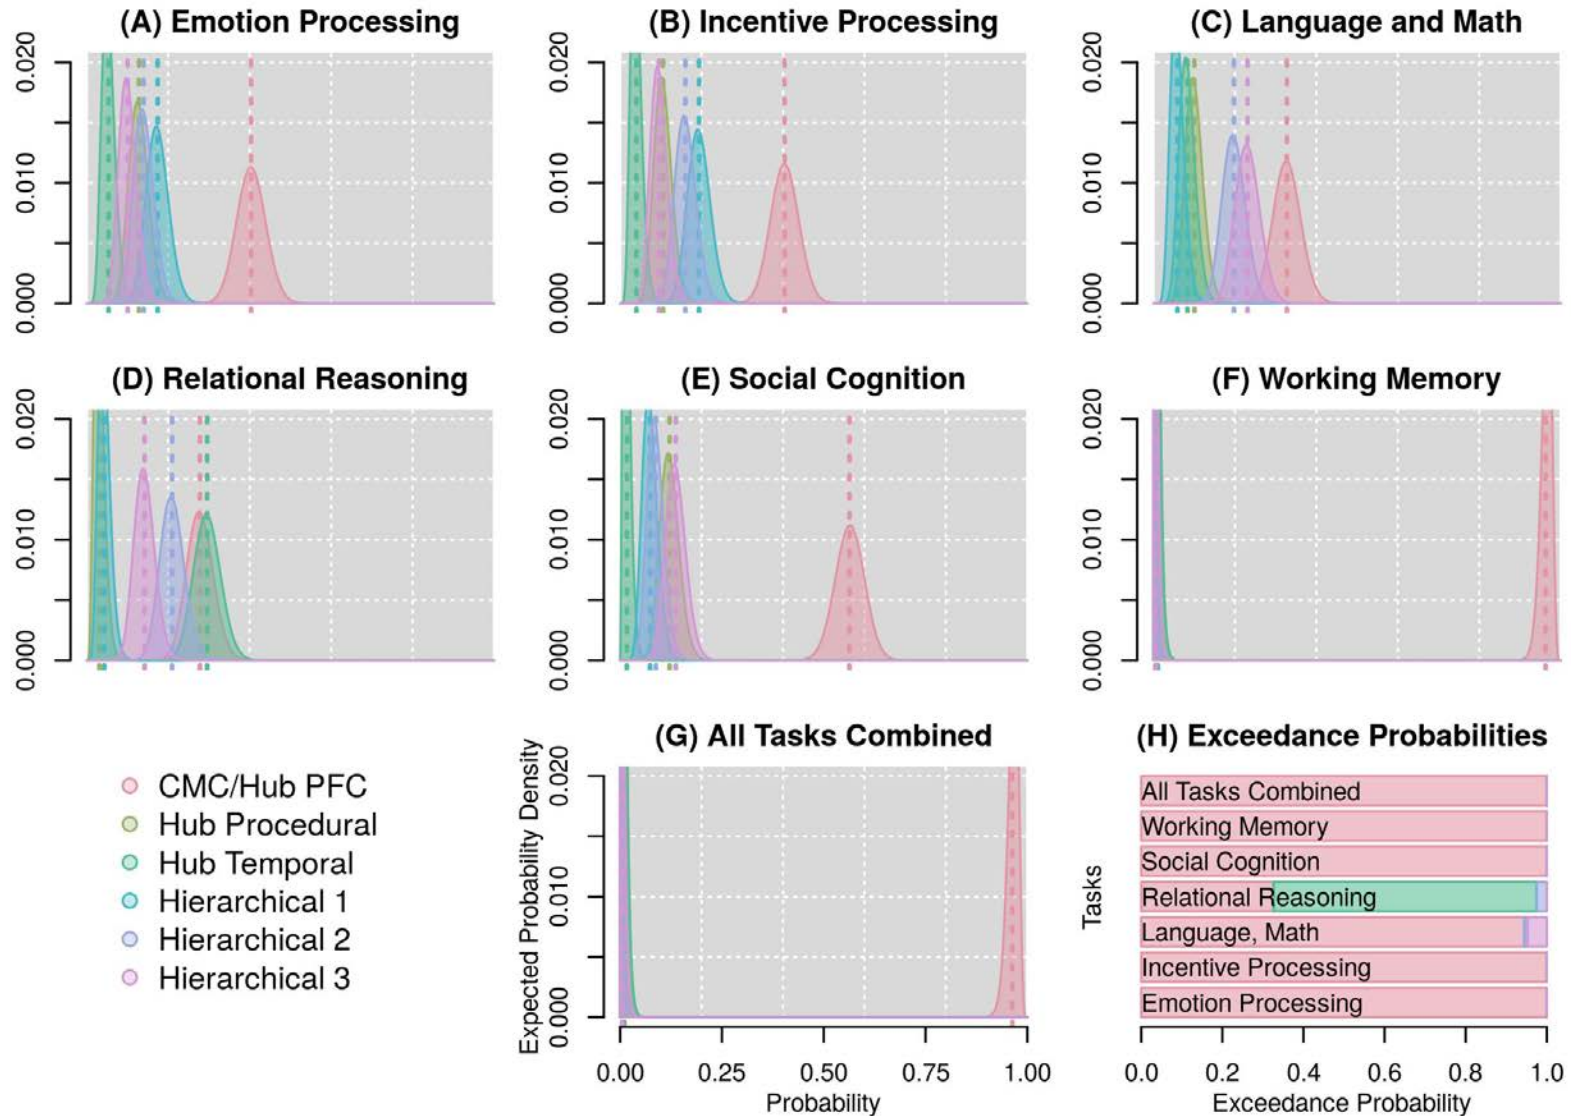 (A) Emotion Processing
(B) Incentive Processing
(C) Language and Math
0.020
0.010
0.000
0.020
0.010
0.000
0.020
0.010
0.000
(D) Relational Reasoning
(E) Social Cognition
(F) Working Memory
0.020
0.010
0.000
0.020
0.010
0.000
0.020
0.010
0.000
CMC/Hub PFC
Hub Procedural
Hub Temporal
Hierarchical 1
Hierarchical 2
Hierarchical 3
(G) All Tasks Combined
Expected Probability Density
0.020
0.010
0.000
0.00 0.25 0.50 0.75 1.00
Probability
(H) Exceedance Probabilities
Tasks
All Tasks Combined
Working Memory
Social Cognition
Relational Reasoning
Language, Math
Incentive Processing
Emotion Processing
0.0 0.2 0.4 0.6 0.8 1.0
Exceedance Probability